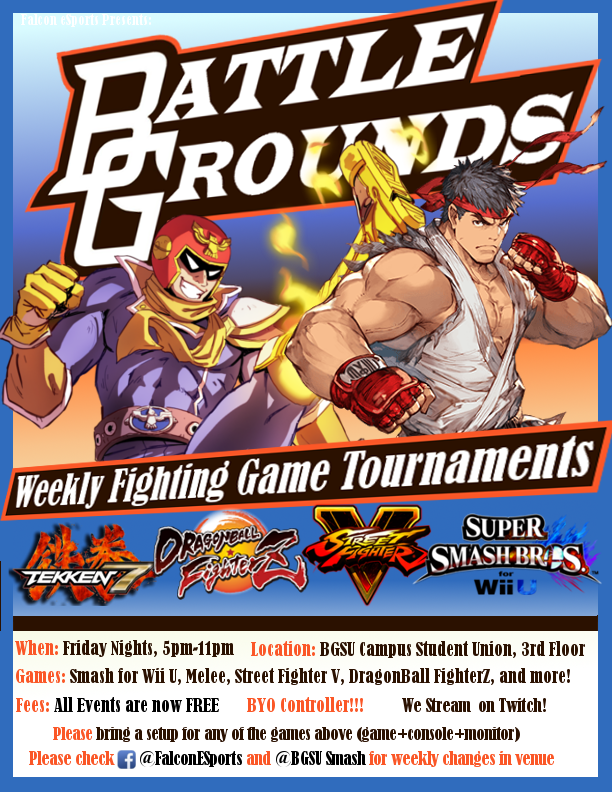 Falcon eSports Presents:
BATTLE
GROUNDS
Weekly Fighting Game Tournaments
鉄拳
TEKKEN 7
DRAGONBALL
FighterZ
V
STREET
FIGHTER
SUPER
SMASH BROS.™
for
Wii U
When: Friday Nights, 5pm-11pm Location: BGSU Campus Student Union, 3rd Floor
Games: Smash for Wii U, Melee, Street Fighter V, DragonBall FighterZ, and more!
Fees: All Events are now FREE BYO Controller!!! We Stream on Twitch!
Please bring a setup for any of the games above (game+console+monitor)
Please check f @FalconESports and @BGSU Smash for weekly changes in venue